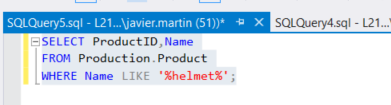 SQLQuery5.sql - L21...\javier.martin (51))* SQLQuery4.sql - L21...\
SELECT ProductID,Name
FROM Production.Product
WHERE Name LIKE '%helmet%';